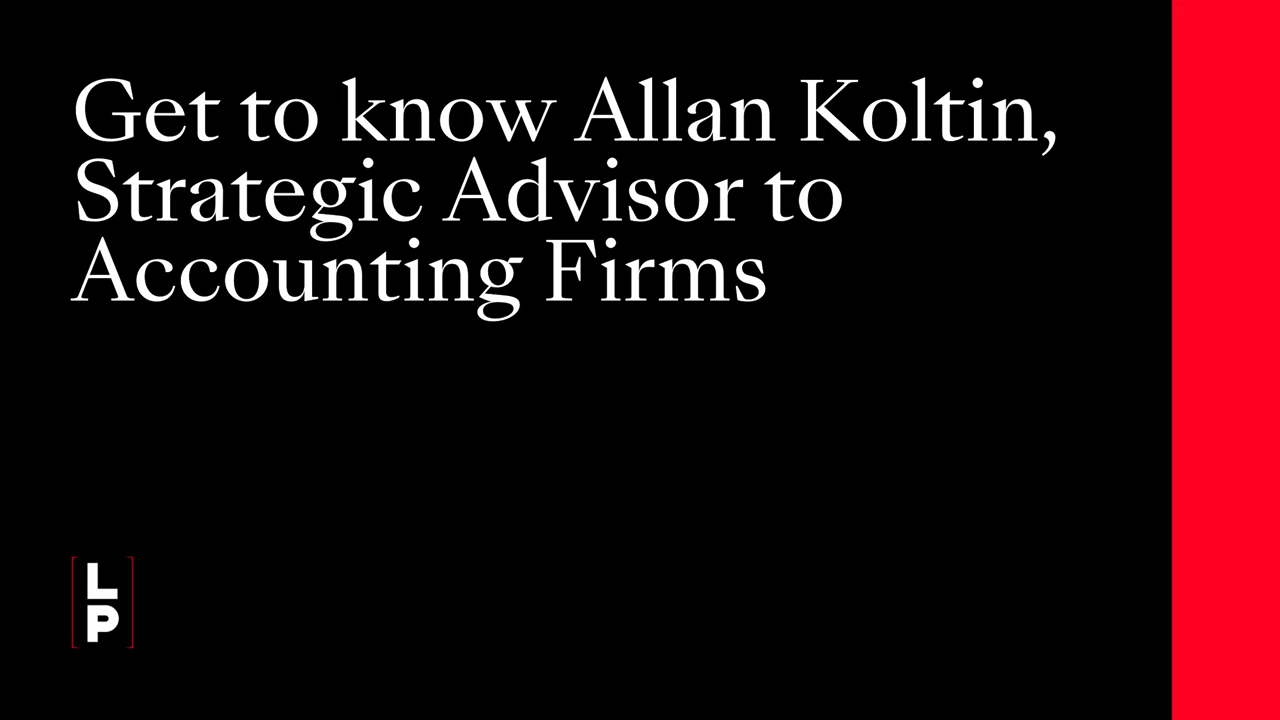 Get to know Allan Koltin,
Strategic Advisor to
Accounting Firms
L
P